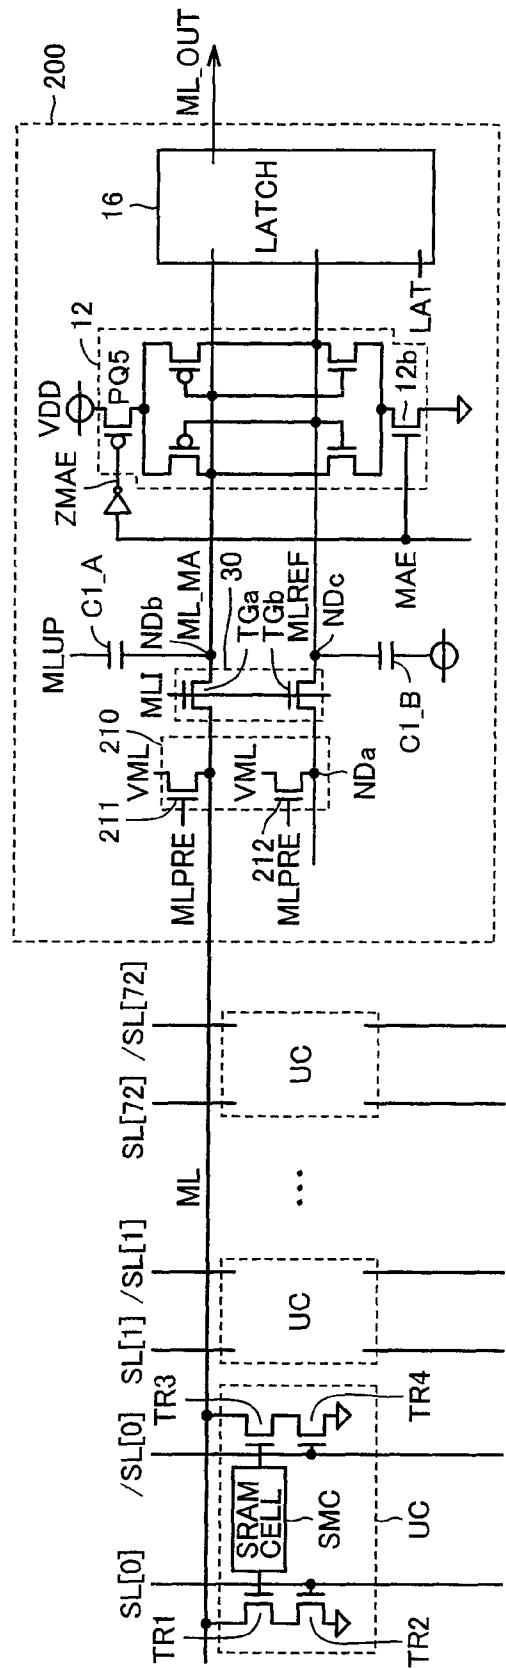 SL[0]
/SL[0]
SL[1]
/SL[1]
SL[72]
/SL[72]
ML
TR1
TR2
SRAM
CELL
SMC
TR3
TR4
UC
UC
...
UC
200
MLPRE
211
VML
210
MLPRE
212
VML
NDa
MLI
MLUP
C1_A
NDb
ML_MA
30
TGa
TGb
MLREF
NDc
C1_B
MAE
ZMAE
VDD
PQ5
12
12b
16
LATCH
LAT
ML_OUT